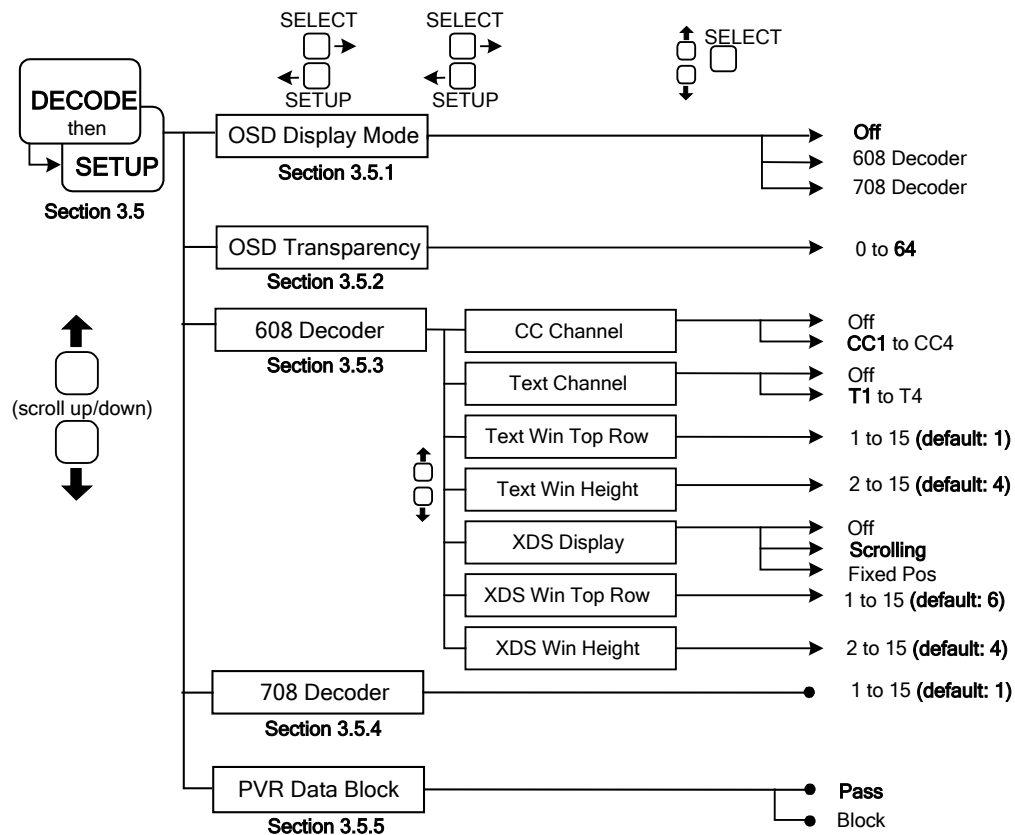 SELECT
SETUP
SELECT
SETUP
SELECT
DECODE
then
SETUP
Section 3.5
(scroll up/down)
OSD Display Mode
Section 3.5.1
Off
608 Decoder
708 Decoder
OSD Transparency
Section 3.5.2
0 to 64
608 Decoder
Section 3.5.3
CC Channel
Off
CC1 to CC4
Text Channel
Off
T1 to T4
Text Win Top Row
1 to 15 (default: 1)
Text Win Height
2 to 15 (default: 4)
XDS Display
Off
Scrolling
Fixed Pos
XDS Win Top Row
1 to 15 (default: 6)
XDS Win Height
2 to 15 (default: 4)
708 Decoder
Section 3.5.4
1 to 15 (default: 1)
PVR Data Block
Section 3.5.5
Pass
Block